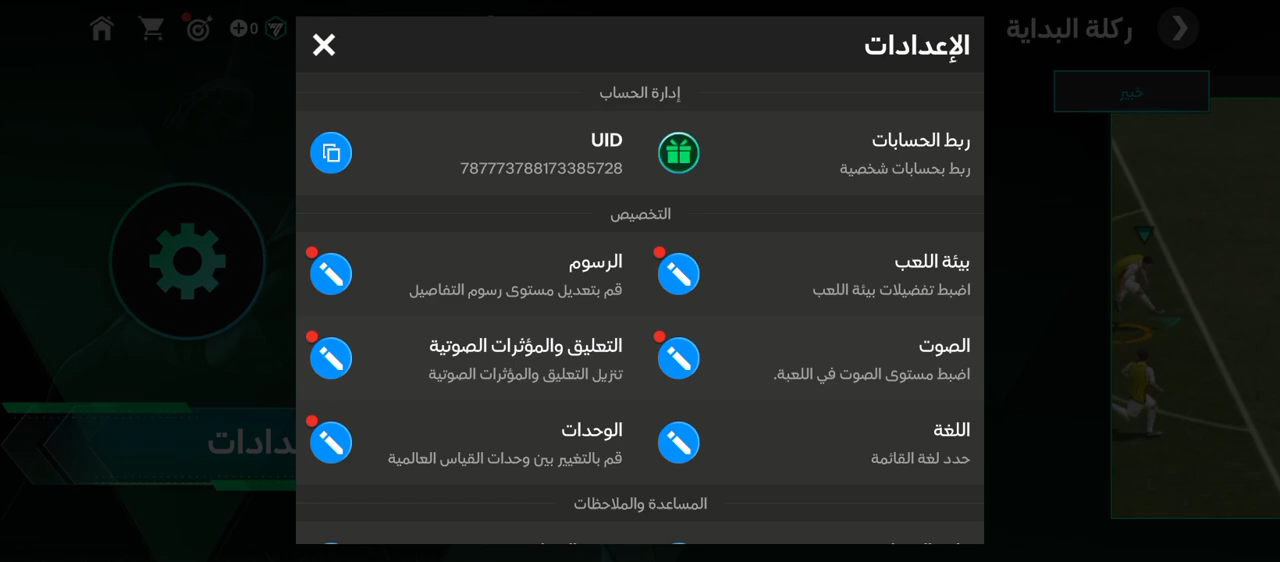 ركلة البداية
0
خبير
الإعدادات
إدارة الحساب
ربط الحسابات
ربط بحسابات شخصية
UID
787773788173385728
التخصيص
بيئة اللعب
اضبط تفضيلات بيئة اللعب
الرسوم
قم بتعديل مستوى رسوم التفاصيل
الصوت
اضبط مستوى الصوت في اللعبة.
التعليق والمؤثرات الصوتية
تنزيل التعليق والمؤثرات الصوتية
اللغة
حدد لغة القائمة
الوحدات
قم بالتغيير بين وحدات القياس العالمية
المساعدة والملاحظات